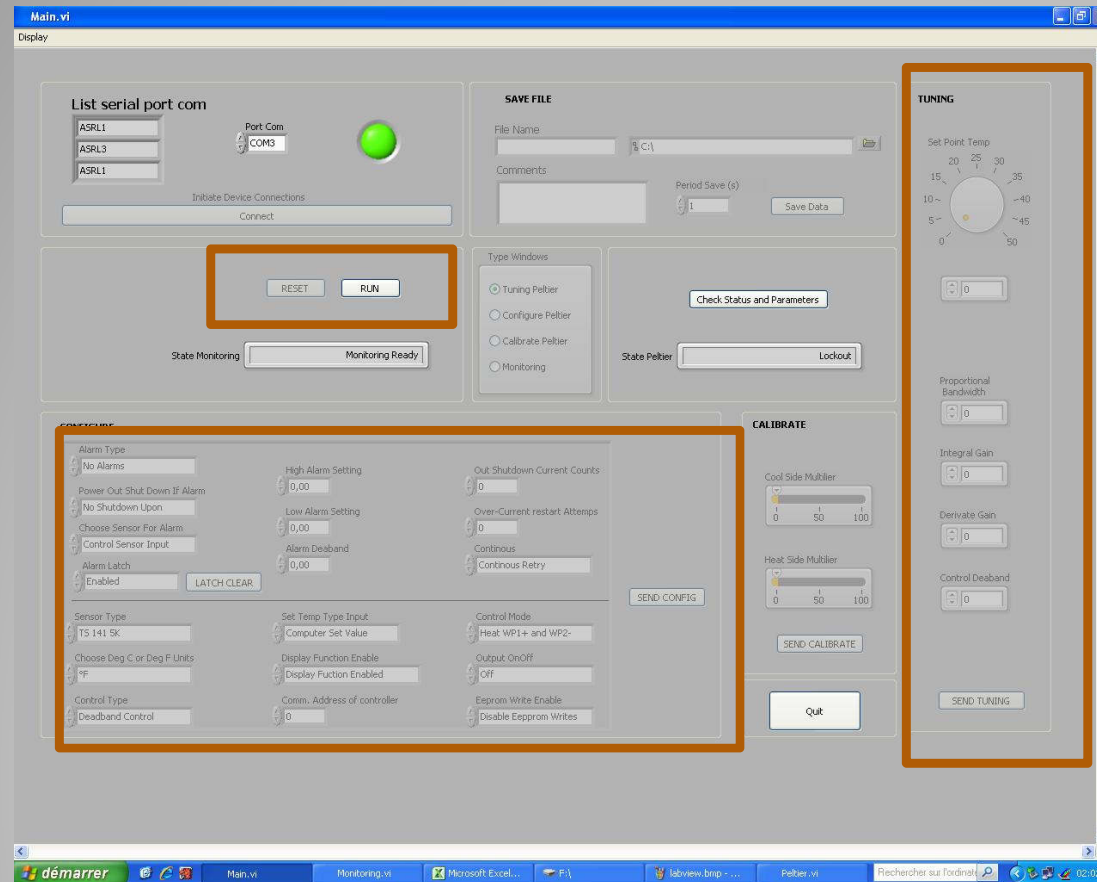 Main.vi
Display
List serial port com
ASRL1
ASRL3
ASRL1
Port Com
COM3
Initiate Device Connections
Connect
SAVE FILE
File Name
C:\
Comments
Period Save (s)
1
Save Data
RESET
RUN
State Monitoring
Monitoring Ready
Type Windows
Tuning Peltier
Configure Peltier
Calibrate Peltier
Monitoring
Check Status and Parameters
State Peltier
Lockout
TUNING
Set Point Temp
0 5 10 15 20 25 30 35 40 45 50
0
Proportional
Bandwidth
0
Integral Gain
0
Derivate Gain
0
Control Deaband
0
SEND TUNING
CONFIGURE
Alarm Type
No Alarms
Power Out Shut Down If Alarm
No Shutdown Upon
Choose Sensor For Alarm
Control Sensor Input
Alarm Latch
Enabled
LATCH CLEAR
High Alarm Setting
0,00
Low Alarm Setting
0,00
Alarm Deaband
0,00
Out Shutdown Current Counts
0
Over-Current restart Attemps
0
Continous
Continous Retry
SEND CONFIG
Sensor Type
TS 141 5K
Choose Deg C or Deg F Units
°F
Control Type
Deadband Control
Set Temp Type Input
Computer Set Value
Display Function Enable
Display Fuction Enabled
Comm. Address of controller
0
Control Mode
Heat WP1+ and WP2-
Output OnOff
Off
Eeprom Write Enable
Disable Eepprom Writes
CALIBRATE
Cool Side Multilier
0 50 100
Heat Side Multilier
0 50 100
SEND CALIBRATE
Quit
démarrer
Main.vi
Monitoring.vi
Microsoft Excel...
F:\
labview.bmp - ...
Peltier.vi
Rechercher sur l'ordinate
02:02